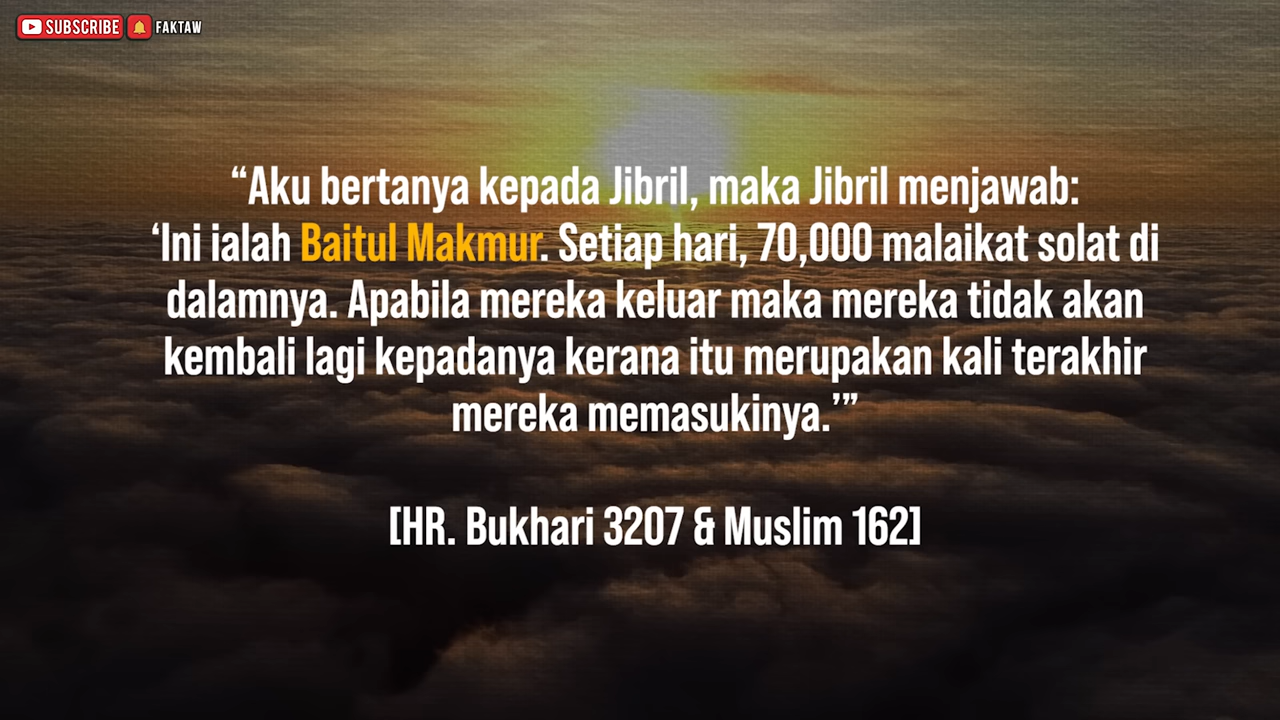 SUBSCRIBE FAKTAW
“Aku bertanya kepada Jibril, maka Jibril menjawab:
‘Ini ialah Baitul Makmur. Setiap hari, 70,000 malaikat solat di
dalamnya. Apabila mereka keluar maka mereka tidak akan
kembali lagi kepadanya kerana itu merupakan kali terakhir
mereka memasukinya.’”
[HR. Bukhari 3207 & Muslim 162]